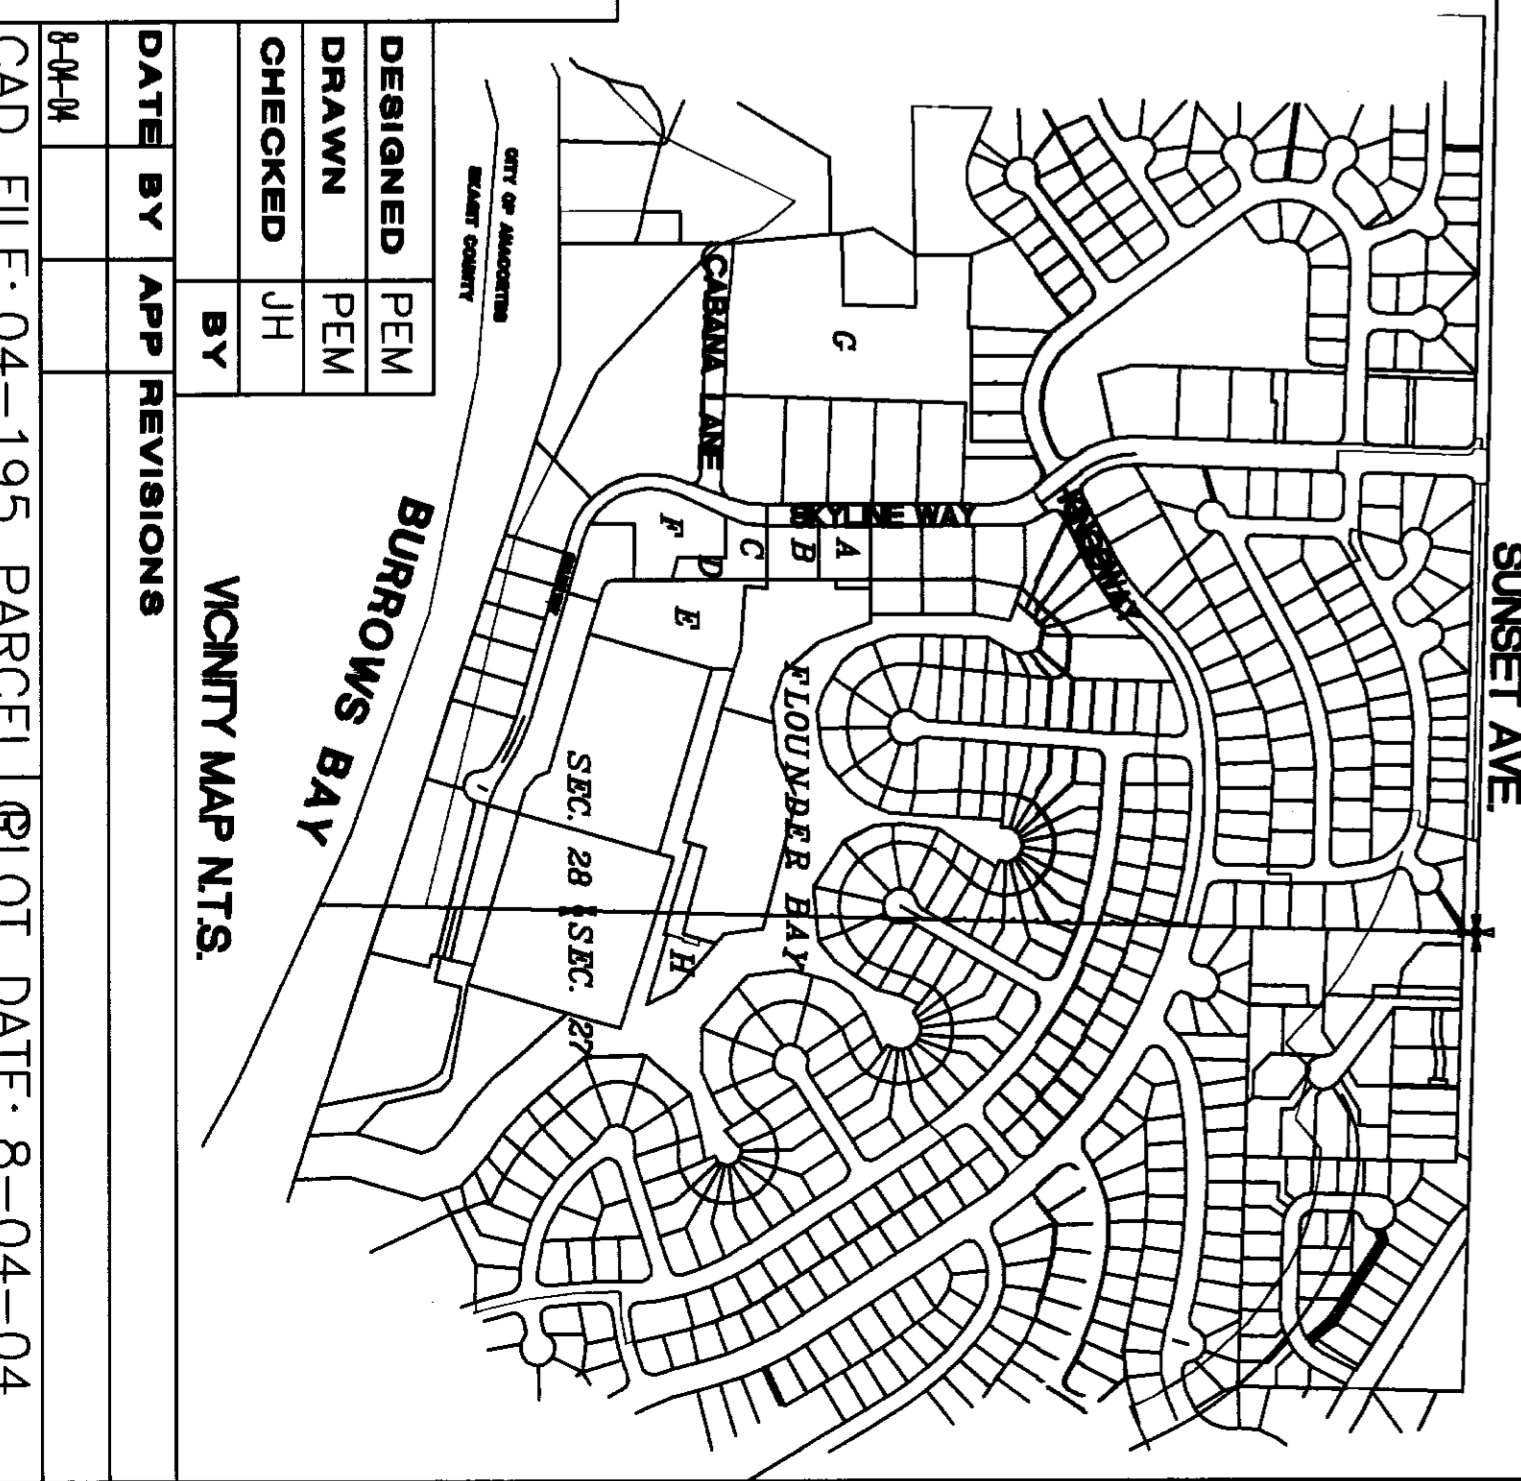 SUNSET AVE.
KINGSWAY
SKYLINE WAY
A
B
C
D
E
F
G
H
CABANA LANE
FLOUNDER BAY
SEC. 28 SEC. 27
CITY OF ANACORTES
SKAGIT COUNTY
BURROWS BAY
VICINITY MAP N.T.S.
DESIGNED PEM
DRAWN PEM
CHECKED JH
BY
DATE BY APP REVISIONS
8-04-04
CAD FILE: 04-195 PARCEL PLOT DATE: 8-04-04